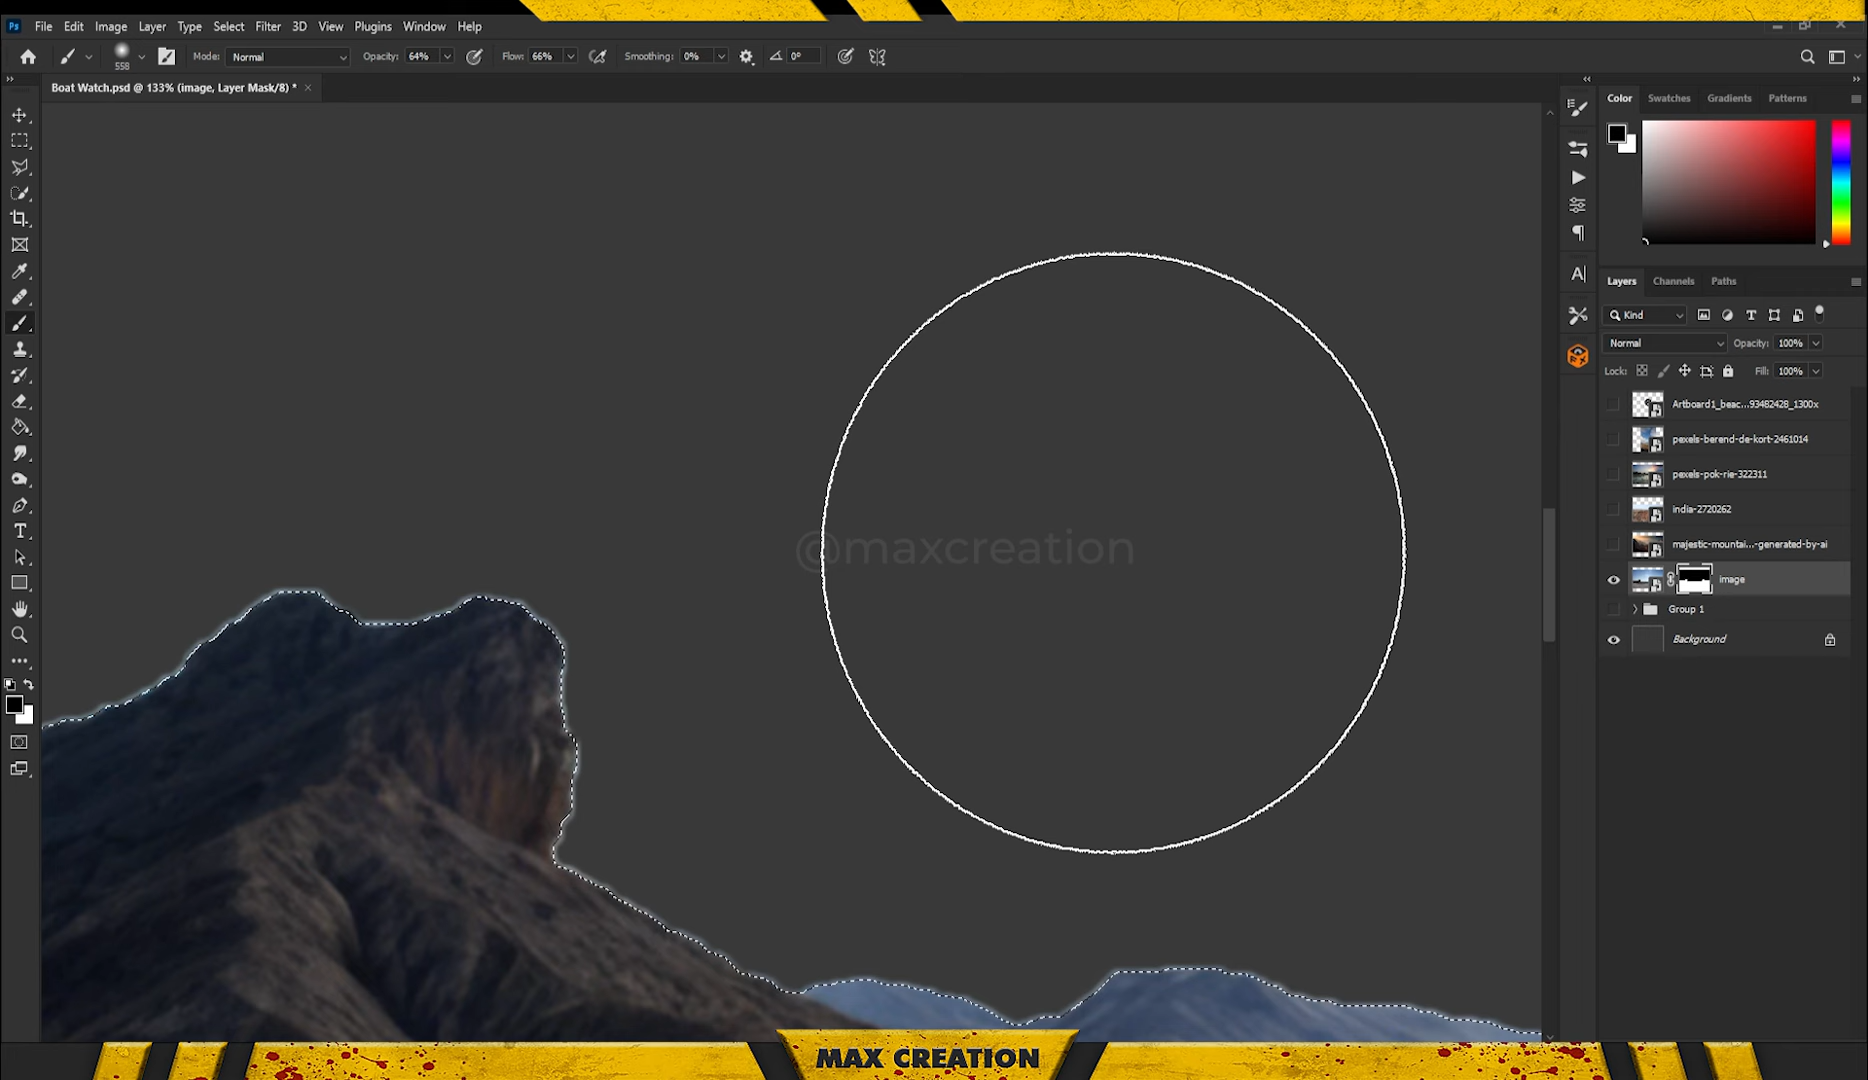 Ps File Edit Image Layer Type Select Filter 3D View Plugins Window Help
558 Mode: Normal Opacity: 64% Flow: 66% Smoothing: 0% 0°
Boat Watch.psd @ 133% (image, Layer Mask/8) * ×
Color Swatches Gradients Patterns
Layers Channels Paths
Kind
Normal Opacity: 100%
Lock: Fill: 100%
Artboard1_beac...93482428_1300x
pexels-berend-de-kort-2461014
pexels-pok-rie-322311
india-2720262
majestic-mountai...-generated-by-ai
image
Group 1
Background
@maxcreation
MAX CREATION